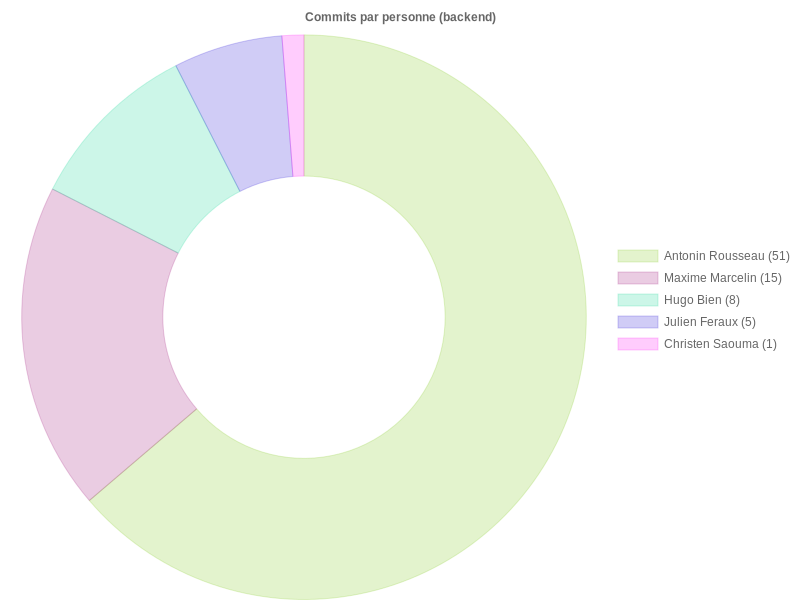 Commits par personne (backend)
Antonin Rousseau (51)
Maxime Marcelin (15)
Hugo Bien (8)
Julien Feraux (5)
Christen Saouma (1)